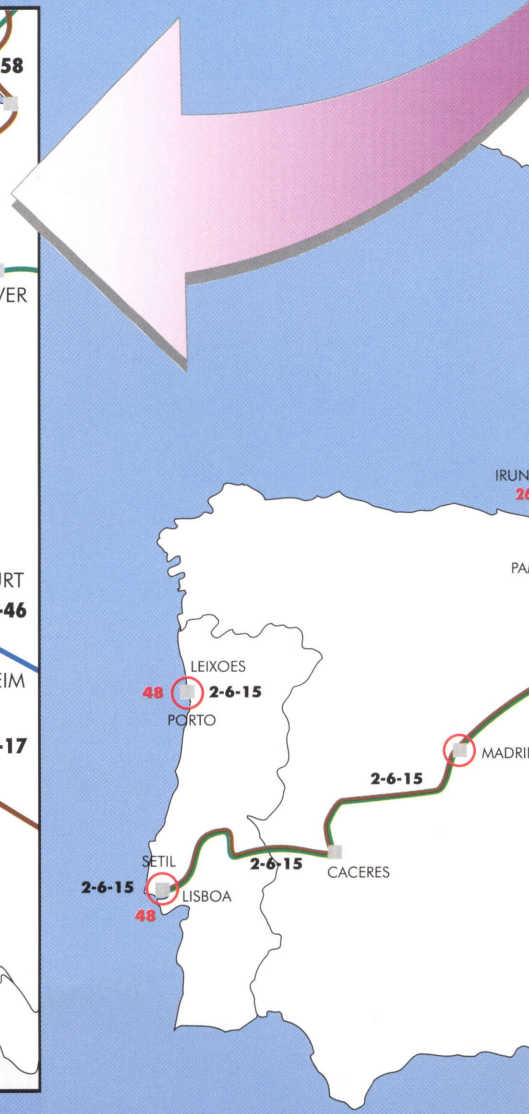 58
VER
URT
-46
EIM
-17
IRUN
26
PA
LEIXOES
48 2-6-15
PORTO
MADRI
2-6-15
SETIL
2-6-15
CACERES
2-6-15
LISBOA
48